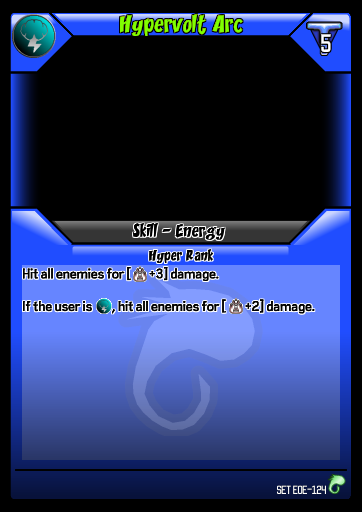 Hypervolt Arc
5
Skill - Energy
Hyper Rank
Hit all enemies for [ +3] damage.
If the user is , hit all enemies for [ +2] damage.
SET EOE-124